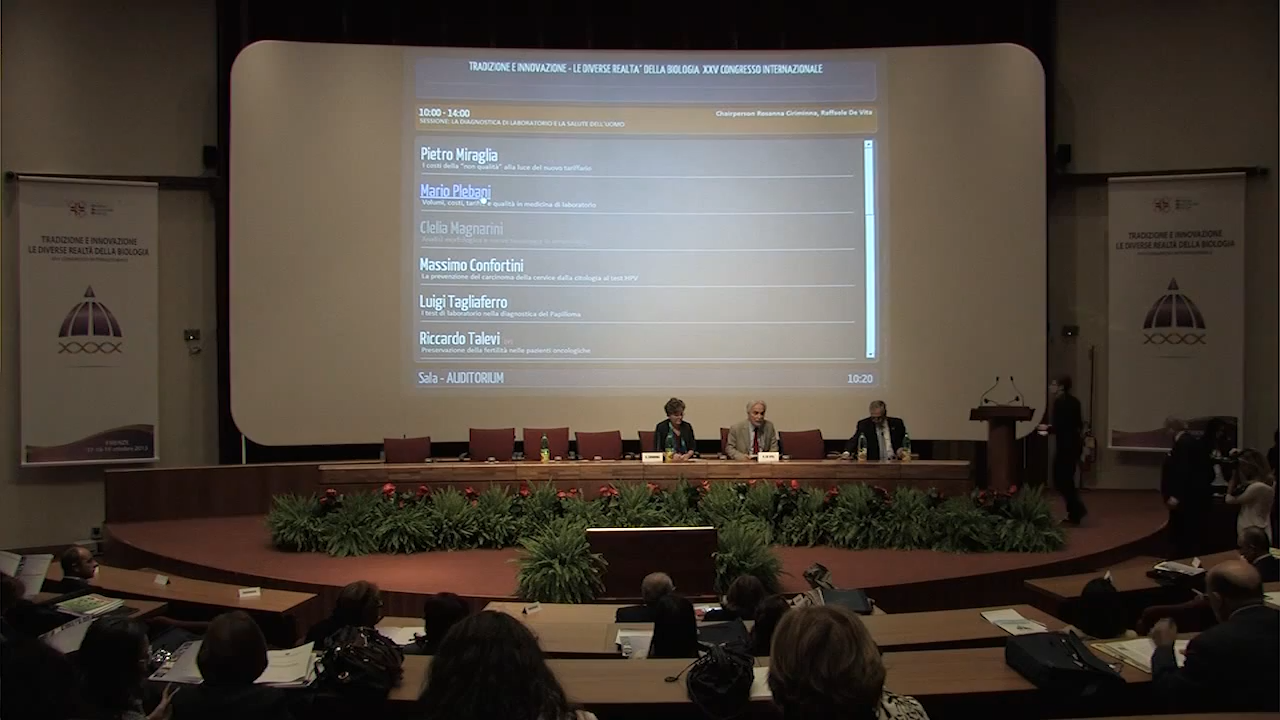 TRADIZIONE E INNOVAZIONE - LE DIVERSE REALTA' DELLA BIOLOGIA XXV CONGRESSO INTERNAZIONALE
10:00 - 14:00
Chairperson Rosanna Ciriminna, Raffaele De Vita
SESSIONE: LA DIAGNOSTICA DI LABORATORIO E LA SALUTE DELL'UOMO
Pietro Miraglia
I costi della "non qualità" alla luce del nuovo tariffario
Mario Plebani
Volumi, costi, e qualità in medicina di laboratorio
Clelia Magnarini
Massimo Confortini
La prevenzione del carcinoma della cervice dalla citologia al test HPV
Luigi Tagliaferro
I test di laboratorio nella diagnostica del Papilloma
Riccardo Talevi
Preservazione della fertilità nelle pazienti oncologiche
Sala - AUDITORIUM
10:20
TRADIZIONE E INNOVAZIONE
LE DIVERSE REALTÀ DELLA BIOLOGIA
FIRENZE
TRADIZIONE E INNOVAZIONE
LE DIVERSE REALTÀ DELLA BIOLOGIA